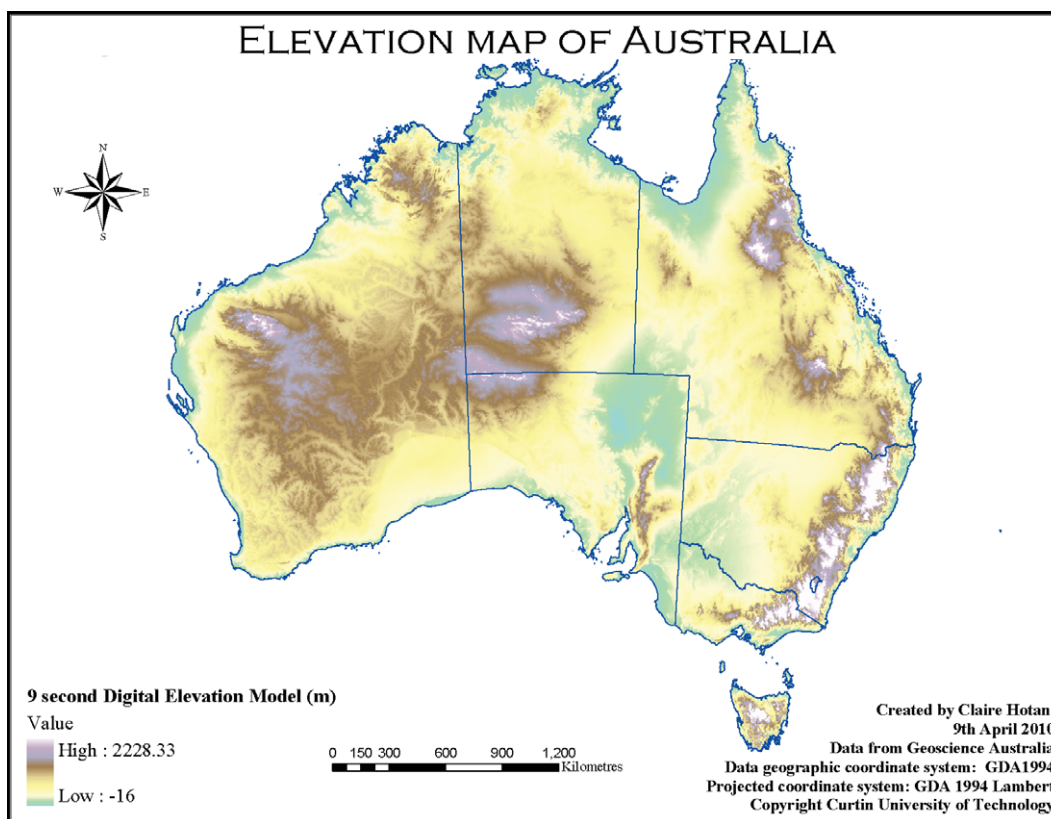 ELEVATION MAP OF AUSTRALIA
N
W E
S
9 second Digital Elevation Model (m)
Value
High : 2228.33
Low : -16
0 150 300 600 900 1,200
Kilometres
Created by Claire Hotan
9th April 2010
Data from Geoscience Australia
Data geographic coordinate system: GDA1994
Projected coordinate system: GDA 1994 Lambert
Copyright Curtin University of Technology